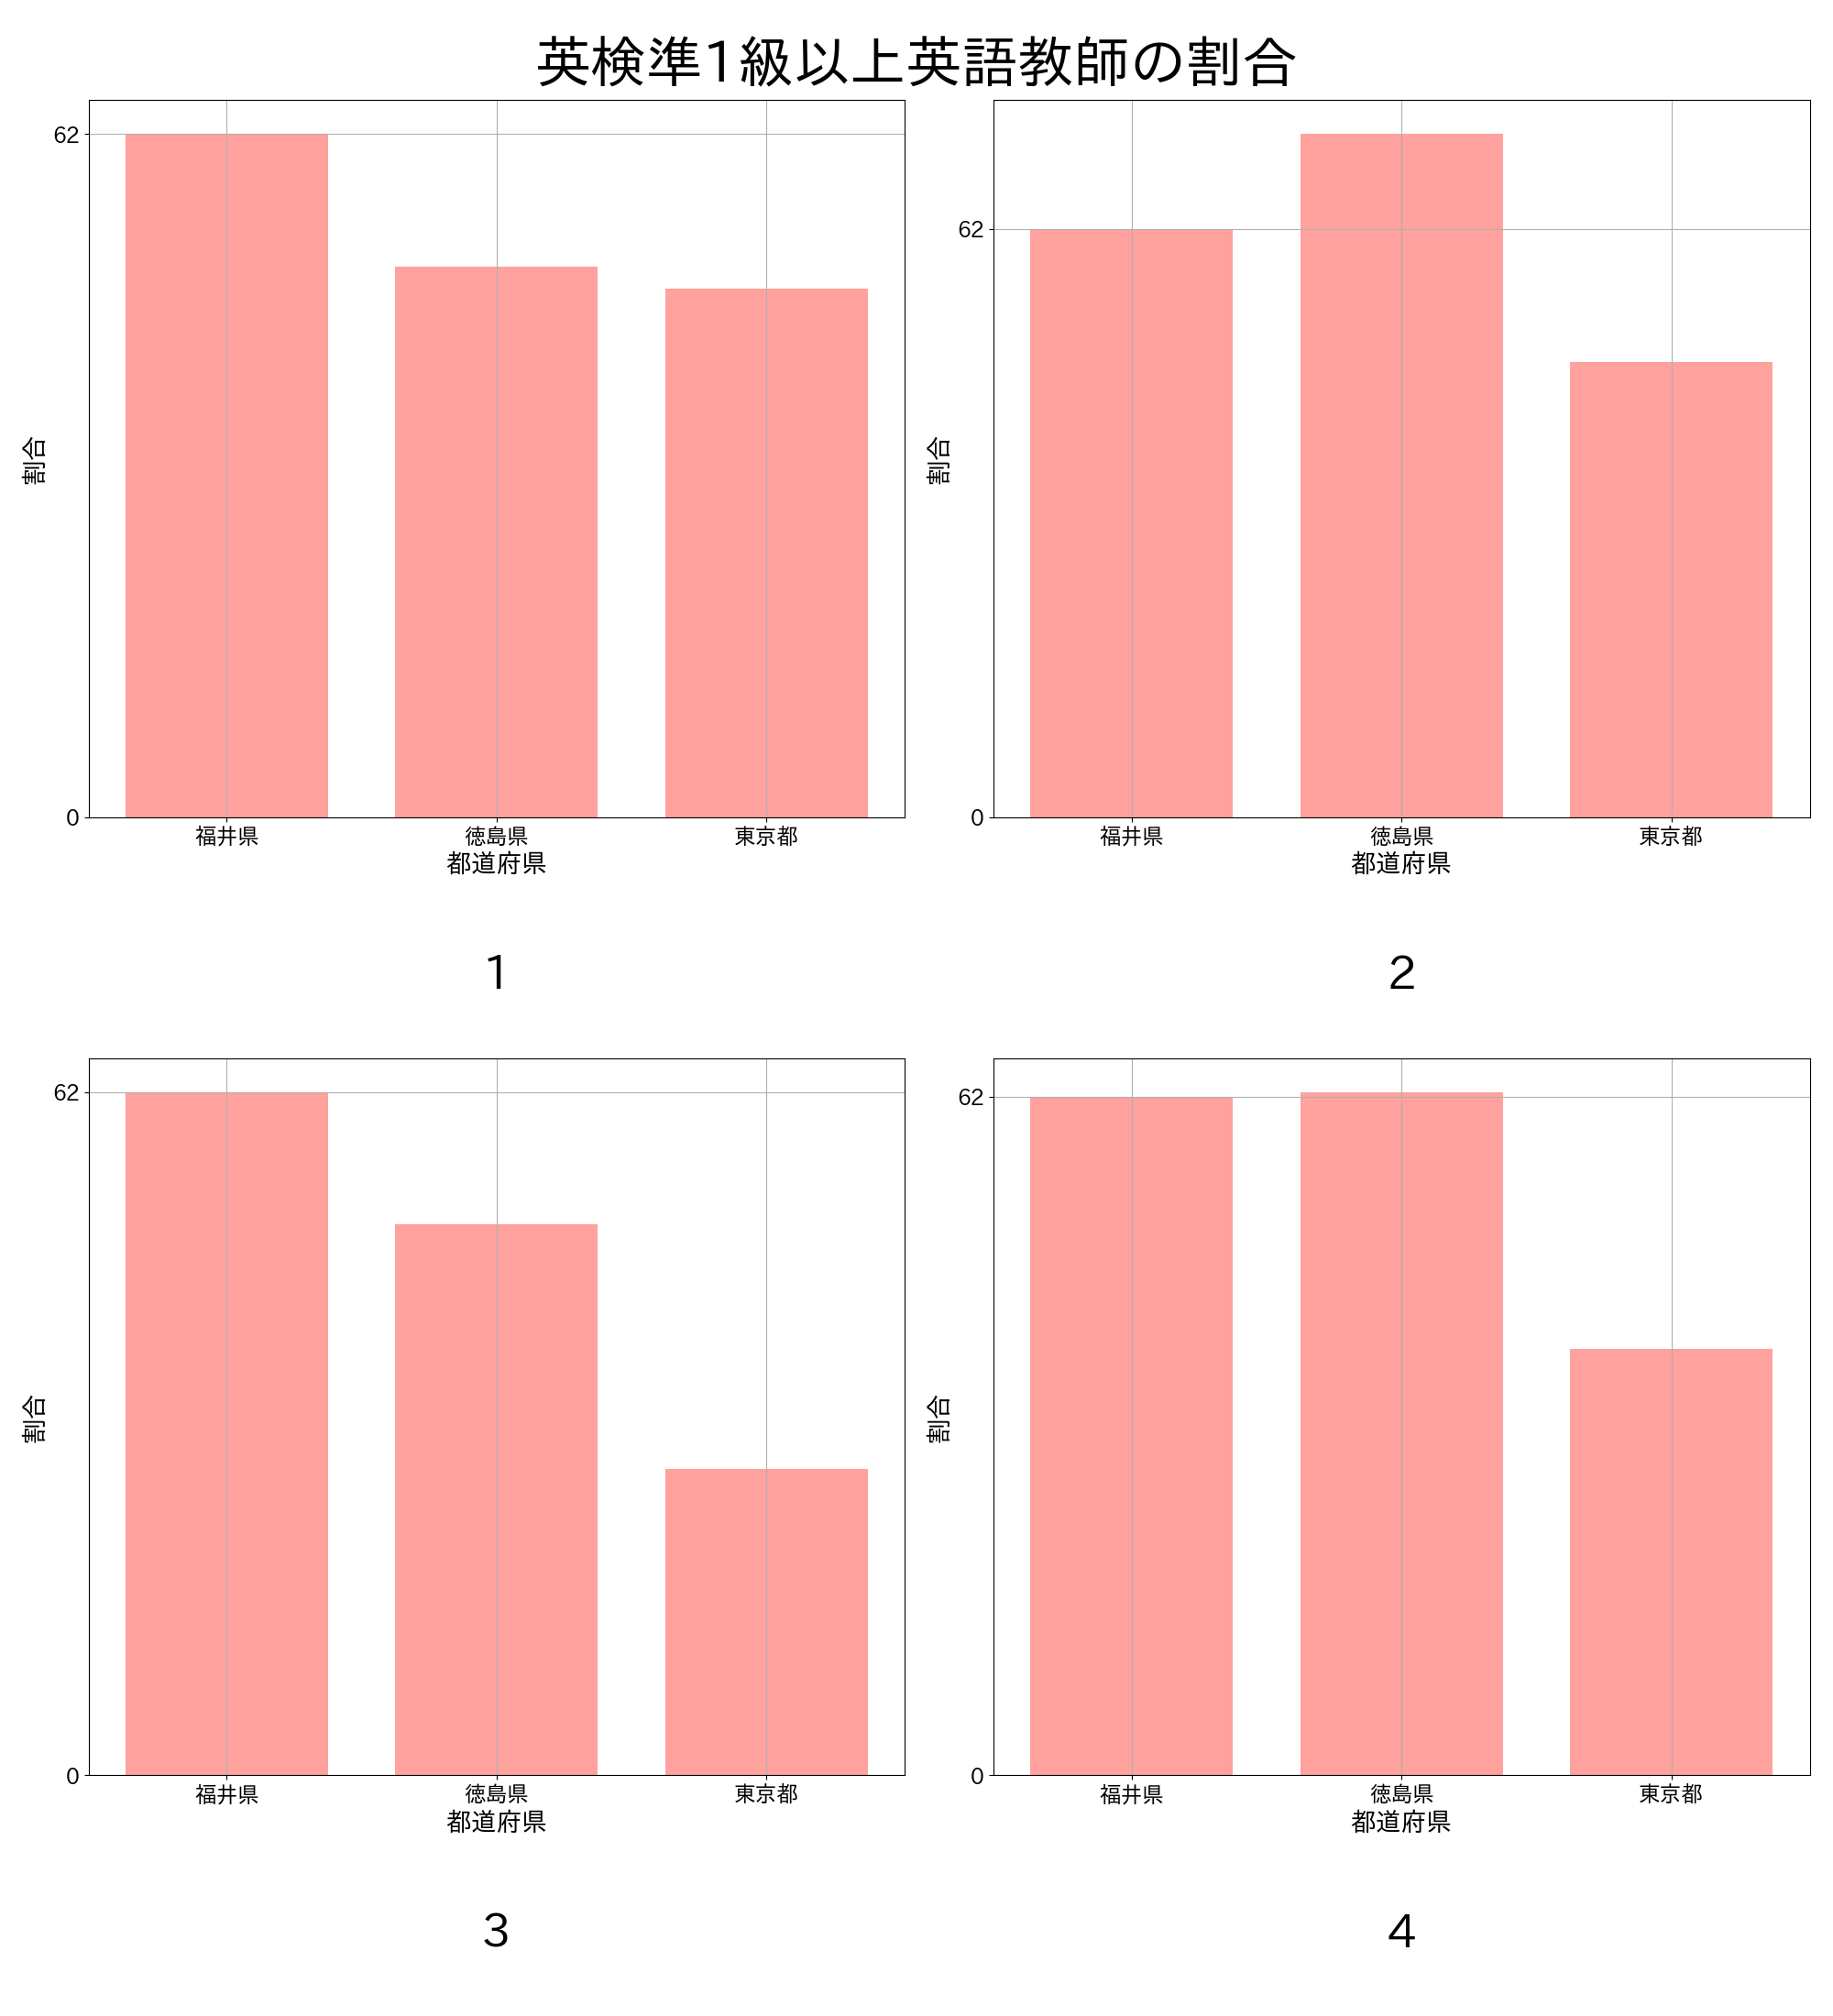 英検準1級以上英語教師の割合
62
0
割合
福井県 徳島県 東京都
都道府県
1
62
0
割合
福井県 徳島県 東京都
都道府県
2
62
0
割合
福井県 徳島県 東京都
都道府県
3
62
0
割合
福井県 徳島県 東京都
都道府県
4